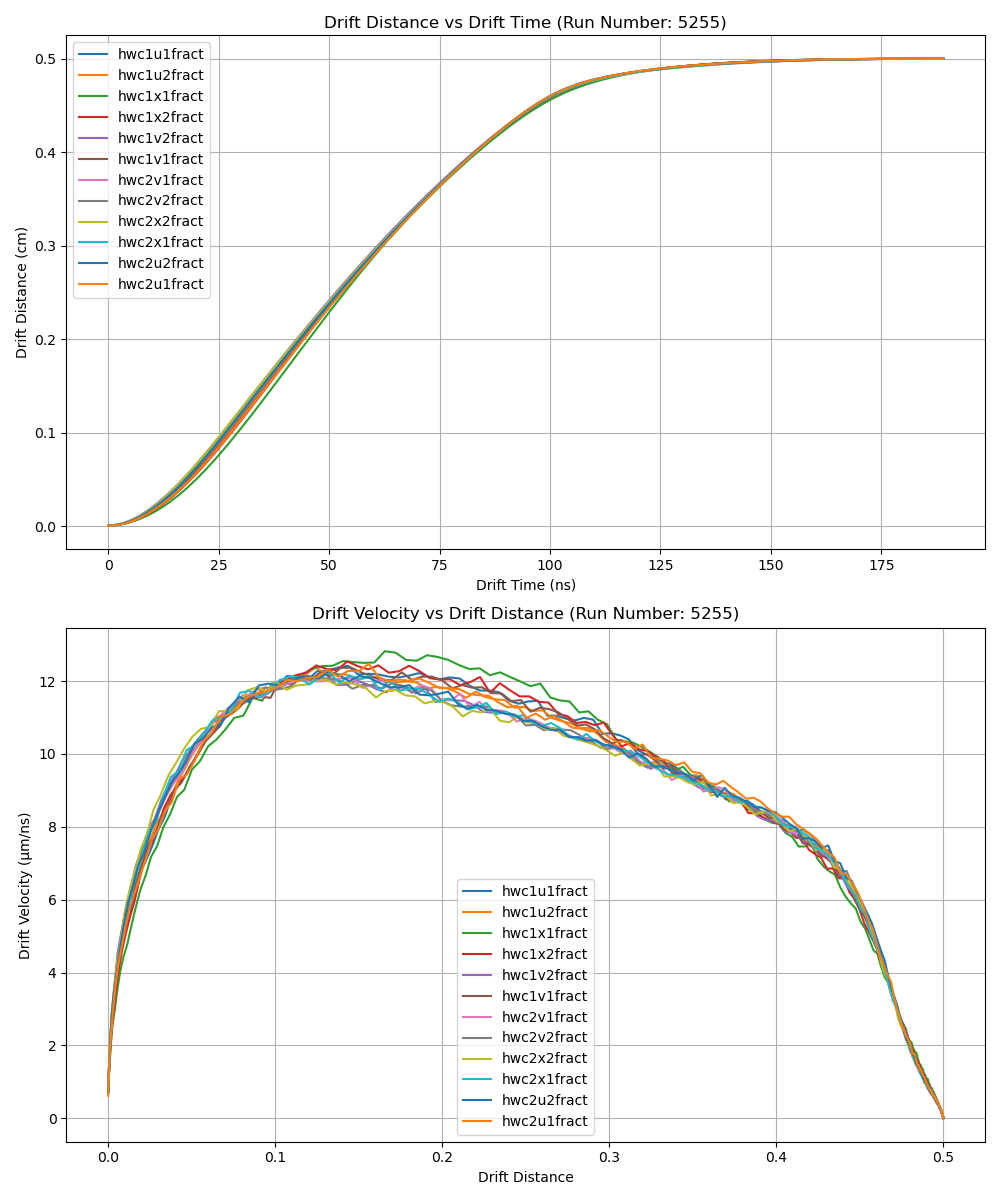 Drift Distance vs Drift Time (Run Number: 5255)
Drift Distance (cm)
0.5
0.4
0.3
0.2
0.1
0.0
hwc1u1fract
hwc1u2fract
hwc1x1fract
hwc1x2fract
hwc1v2fract
hwc1v1fract
hwc2v1fract
hwc2v2fract
hwc2x2fract
hwc2x1fract
hwc2u2fract
hwc2u1fract
0 25 50 75 100 125 150 175
Drift Time (ns)
Drift Velocity vs Drift Distance (Run Number: 5255)
Drift Velocity (μm/ns)
12
10
8
6
4
2
0
hwc1u1fract
hwc1u2fract
hwc1x1fract
hwc1x2fract
hwc1v2fract
hwc1v1fract
hwc2v1fract
hwc2v2fract
hwc2x2fract
hwc2x1fract
hwc2u2fract
hwc2u1fract
0.0 0.1 0.2 0.3 0.4 0.5
Drift Distance